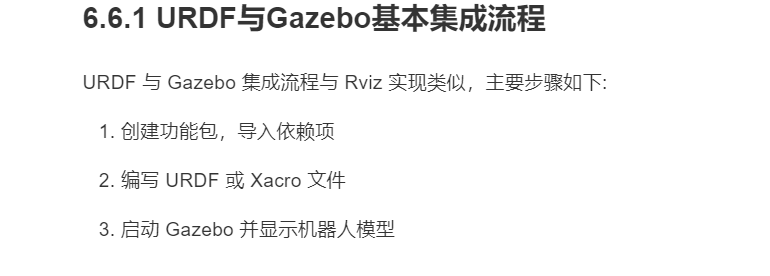 6.6.1 URDF与Gazebo基本集成流程
URDF 与 Gazebo 集成流程与 Rviz 实现类似，主要步骤如下:
1. 创建功能包，导入依赖项
2. 编写 URDF 或 Xacro 文件
3. 启动 Gazebo 并显示机器人模型